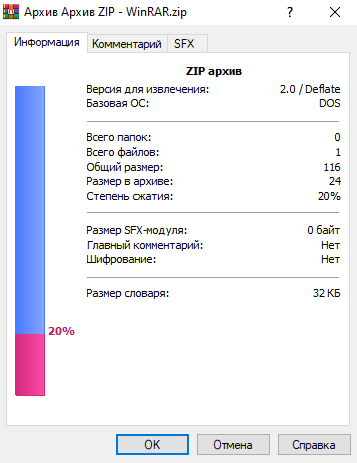 Архив Архив ZIP - WinRAR.zip
Информация Комментарий SFX
ZIP архив
Версия для извлечения: 2.0 / Deflate
Базовая ОС: DOS
Всего папок: 0
Всего файлов: 1
Общий размер: 116
Размер в архиве: 24
Степень сжатия: 20%
Размер SFX-модуля: 0 байт
Главный комментарий: Нет
Шифрование: Нет
Размер словаря: 32 КБ
20%
OK Отмена Справка